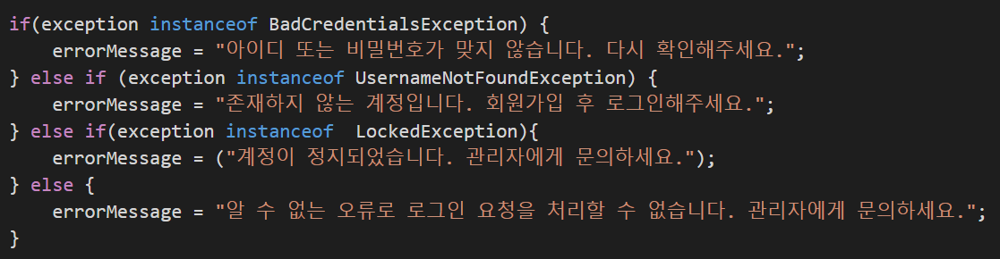 if(exception instanceof BadCredentialsException) {
    errorMessage = "아이디 또는 비밀번호가 맞지 않습니다. 다시 확인해주세요.";
} else if (exception instanceof UsernameNotFoundException) {
    errorMessage = "존재하지 않는 계정입니다. 회원가입 후 로그인해주세요.";
} else if(exception instanceof  LockedException){
    errorMessage = ("계정이 정지되었습니다. 관리자에게 문의하세요.");
} else {
    errorMessage = "알 수 없는 오류로 로그인 요청을 처리할 수 없습니다. 관리자에게 문의하세요.";
}